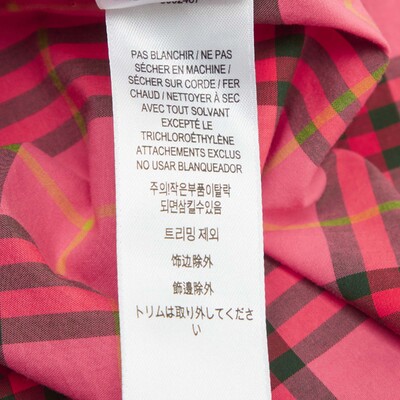 PAS BLANCHIR / NE PAS
SÉCHER EN MACHINE /
SÉCHER SUR CORDE / FER
CHAUD / NETTOYER À SEC
AVEC TOUT SOLVANT
EXCEPTÉ LE
TRICHLOROÉTHYLÈNE
ATTACHEMENTS EXCLUS
NO USAR BLANQUEADOR
주의!작은부품이탈락
되면삼킬수있음
트리밍 제외
饰边除外
飾邊除外
トリムは取り外してくださ
い